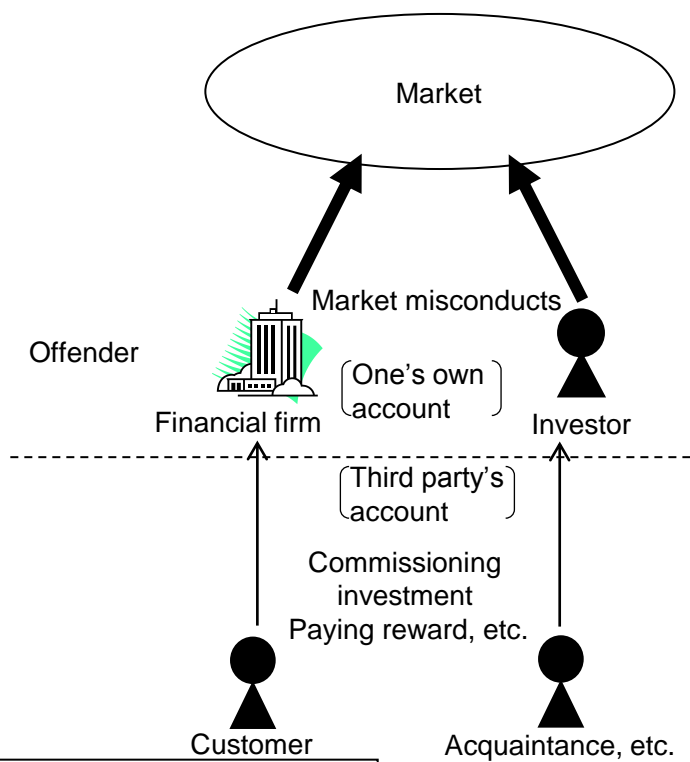 Market
Market misconducts
Offender
One's own
account
Financial firm
Investor
Third party's
account
Commissioning
investment
Paying reward, etc.
Customer
Acquaintance, etc.